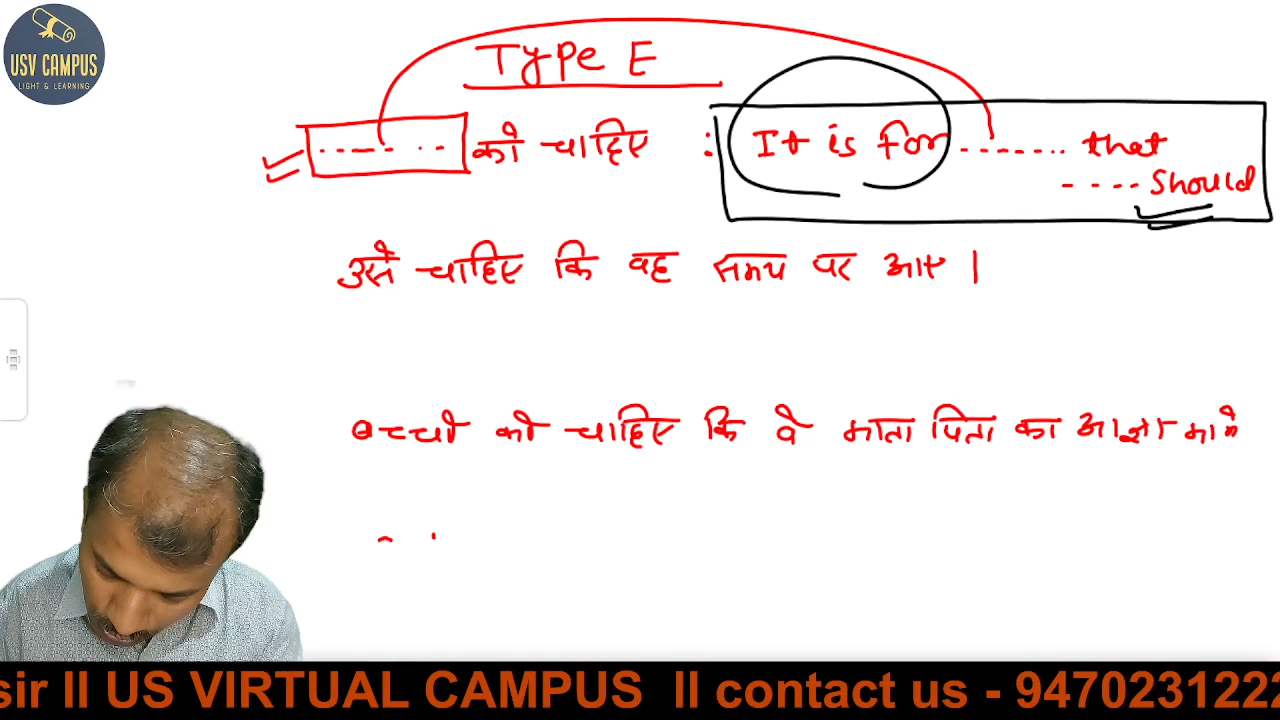 USV CAMPUS
LIGHT & LEARNING
Type E
------ को चाहिए : It is for ------- that
---- Should
उसे चाहिए कि वह समय पर आए ।
बच्चो को चाहिए कि वे माता पिता का आज्ञा माने
sir II US VIRTUAL CAMPUS II contact us - 9470231222